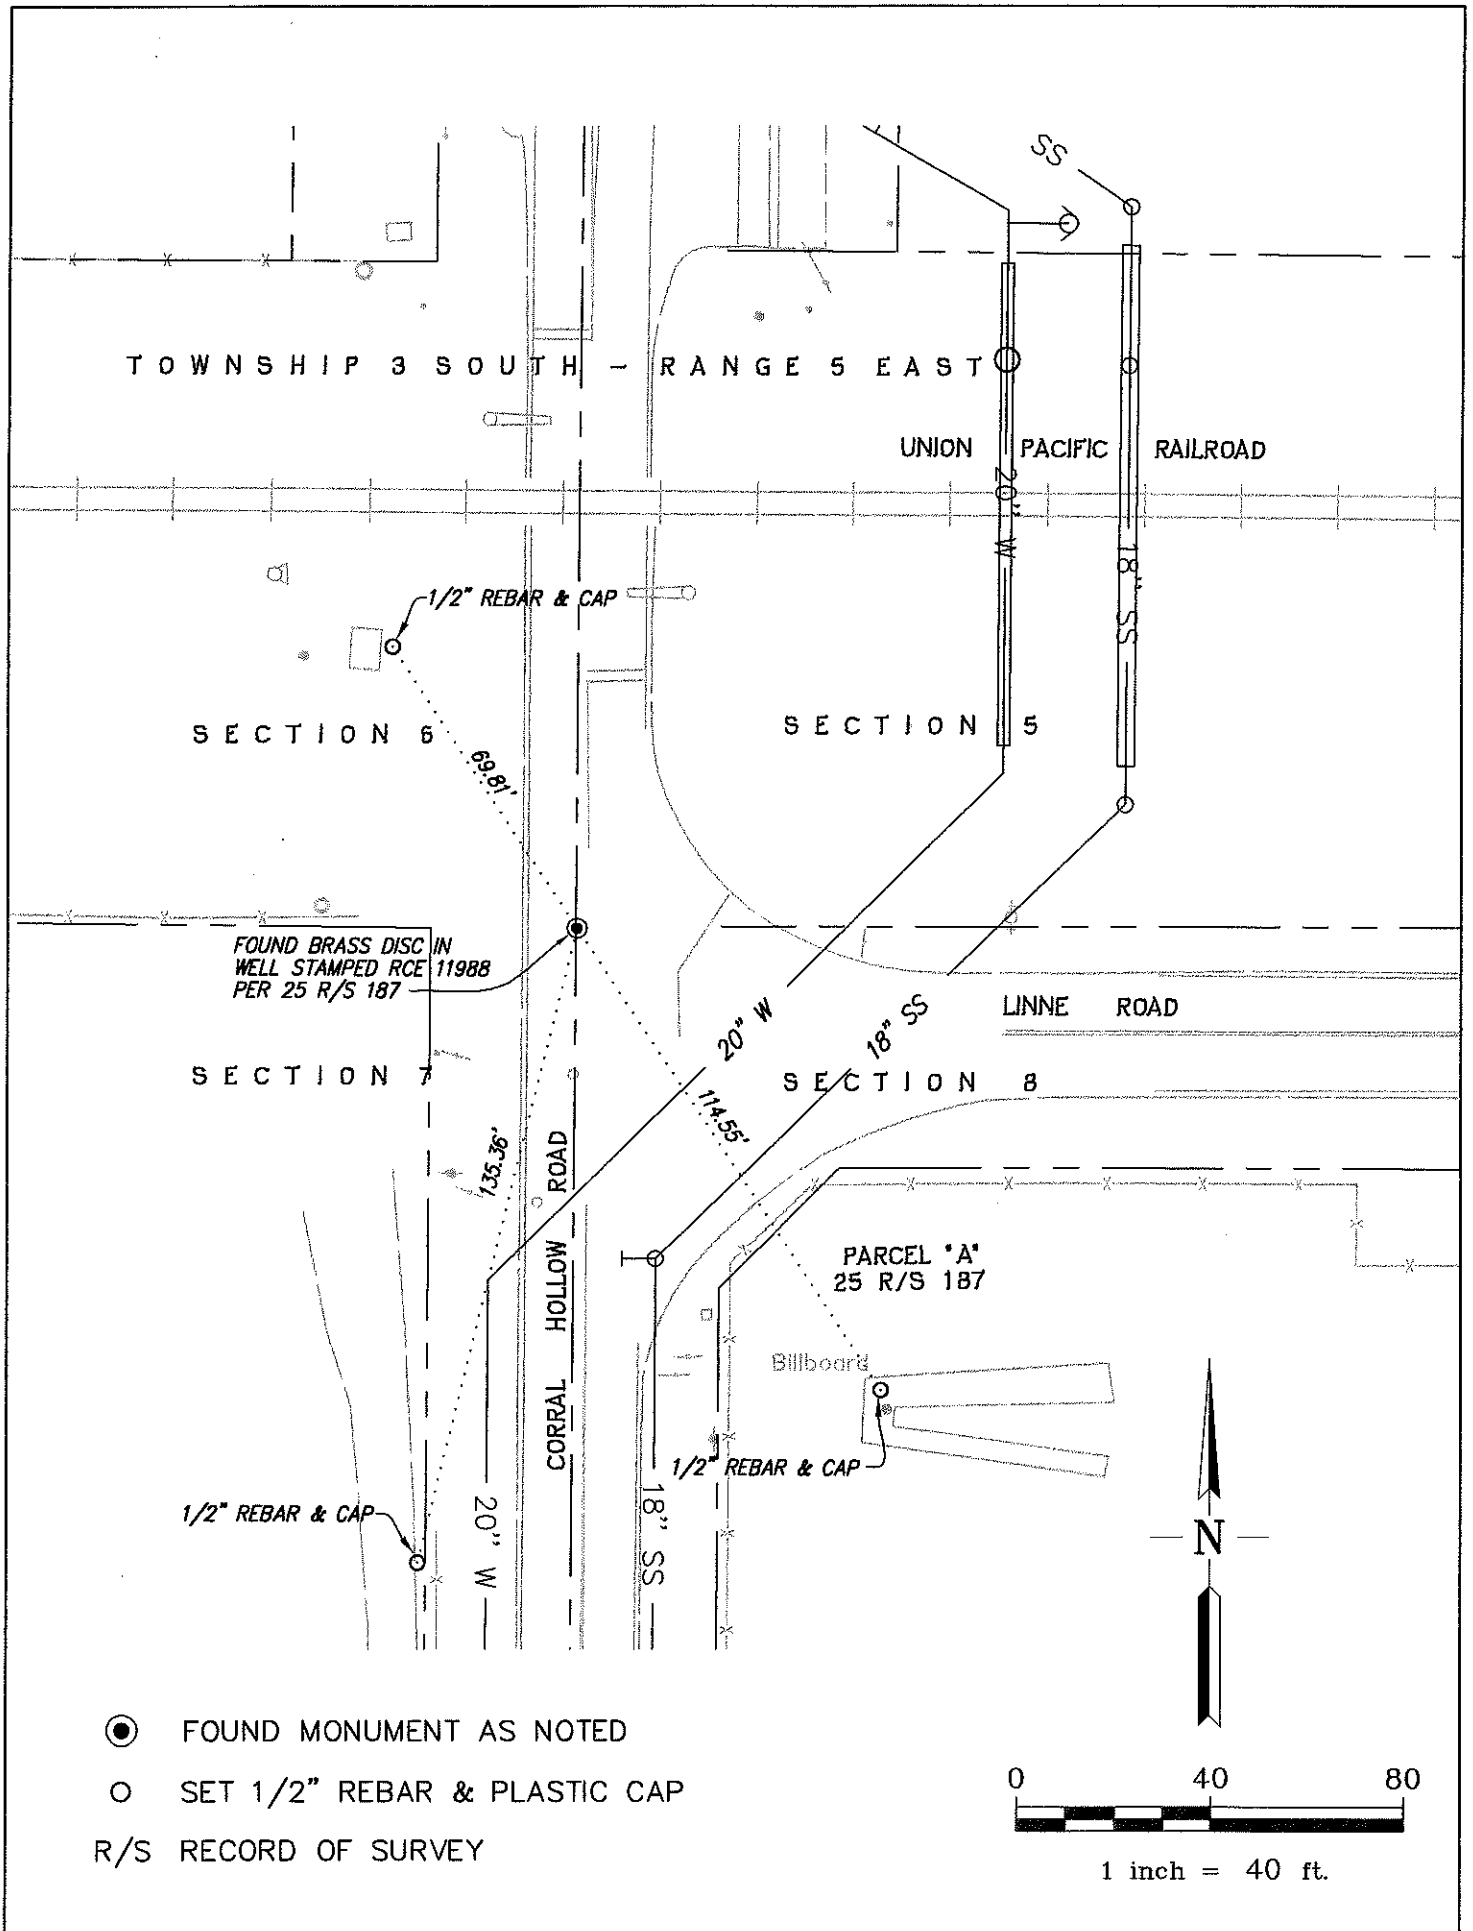 SS
TOWNSHIP 3 SOUTH - RANGE 5 EAST
UNION PACIFIC RAILROAD
20" W
18" SS
1/2" REBAR & CAP
SECTION 6
SECTION 5
69.81'
FOUND BRASS DISC IN
WELL STAMPED RCE 11988
PER 25 R/S 187
20" W
18" SS
LINNE ROAD
SECTION 7
SECTION 8
114.55'
135.36'
CORRAL HOLLOW ROAD
PARCEL "A"
25 R/S 187
Billboard
1/2" REBAR & CAP
1/2" REBAR & CAP
20" W
18" SS
N
FOUND MONUMENT AS NOTED
SET 1/2" REBAR & PLASTIC CAP
R/S RECORD OF SURVEY
0 40 80
1 inch = 40 ft.